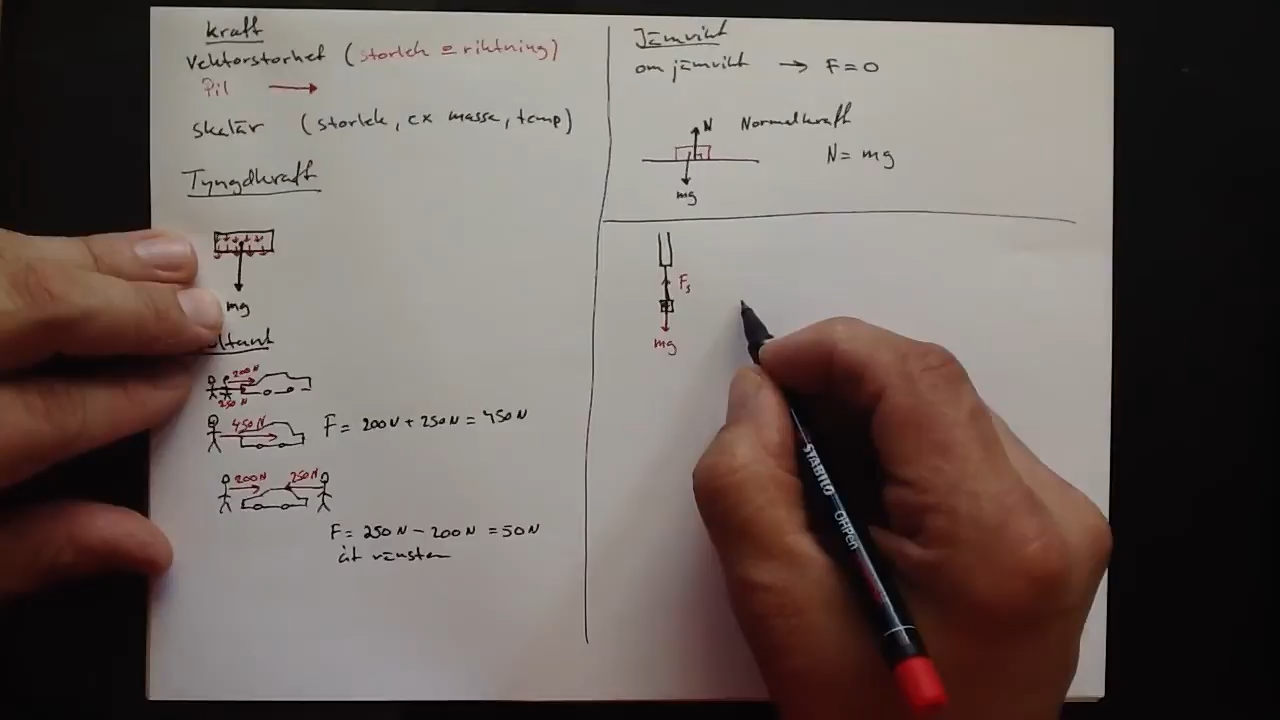 kraft
Vektorstorhet (storlek o riktning)
Pil
Skalär (storlek, ex massa, temp)
Tyngdkraft
mg
ltant
200N
250N
450N
F = 200N + 250N = 450N
200N 250N
F = 250N - 200N = 50N
åt vänster
Jämvikt
om jämvikt → F = 0
N Normalkraft
N = mg
mg
Fs
mg
STABILO OHPen